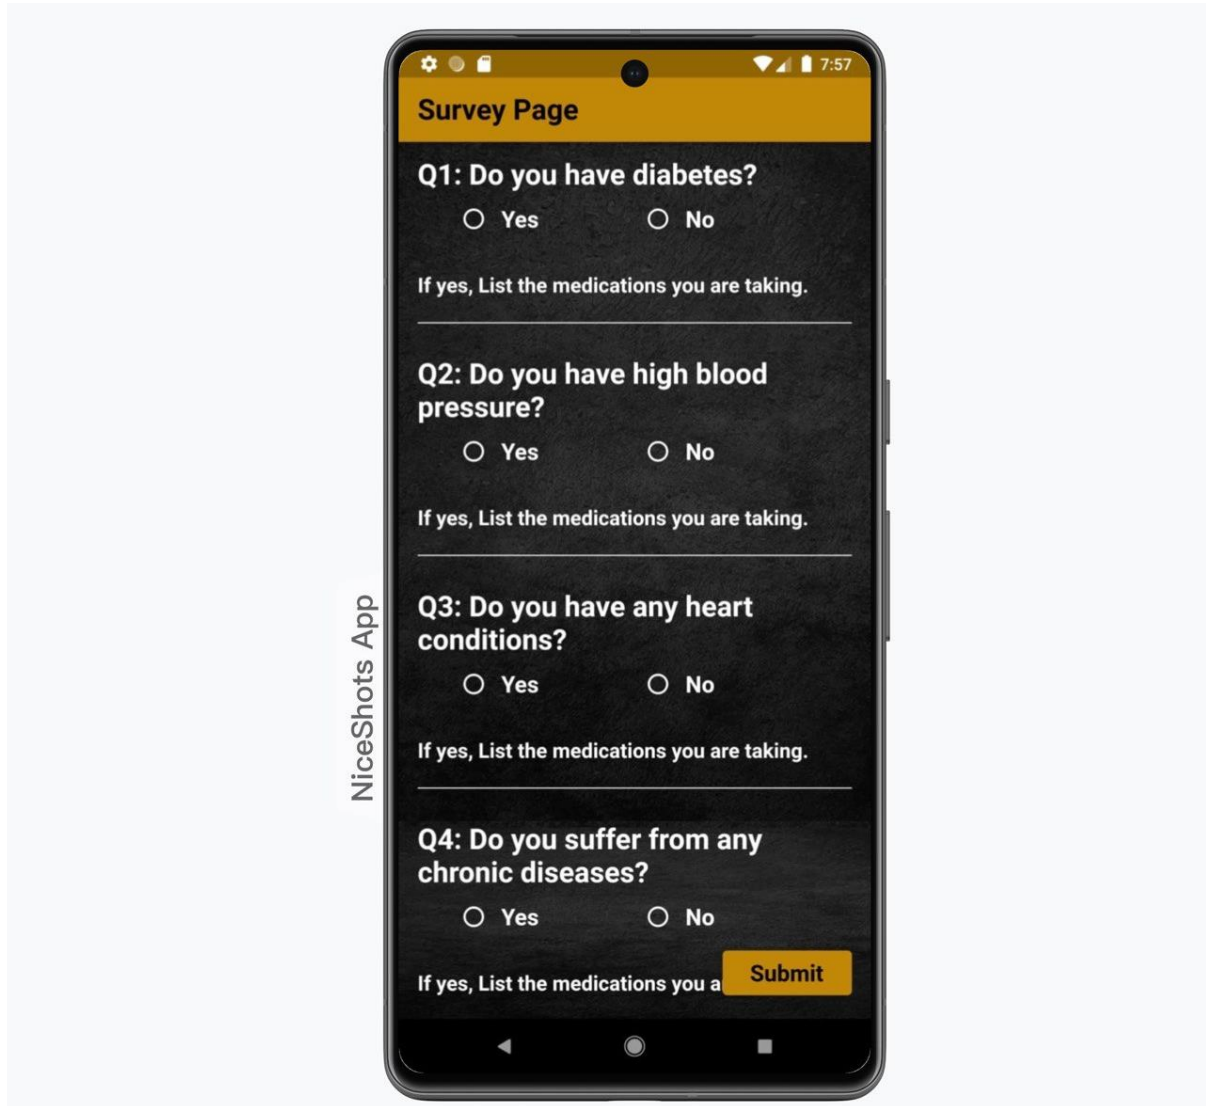 7:57
Survey Page
Q1: Do you have diabetes?
Yes No
If yes, List the medications you are taking.
Q2: Do you have high blood
pressure?
Yes No
If yes, List the medications you are taking.
Q3: Do you have any heart
conditions?
Yes No
If yes, List the medications you are taking.
NiceShots App
Q4: Do you suffer from any
chronic diseases?
Yes No
If yes, List the medications you a
Submit